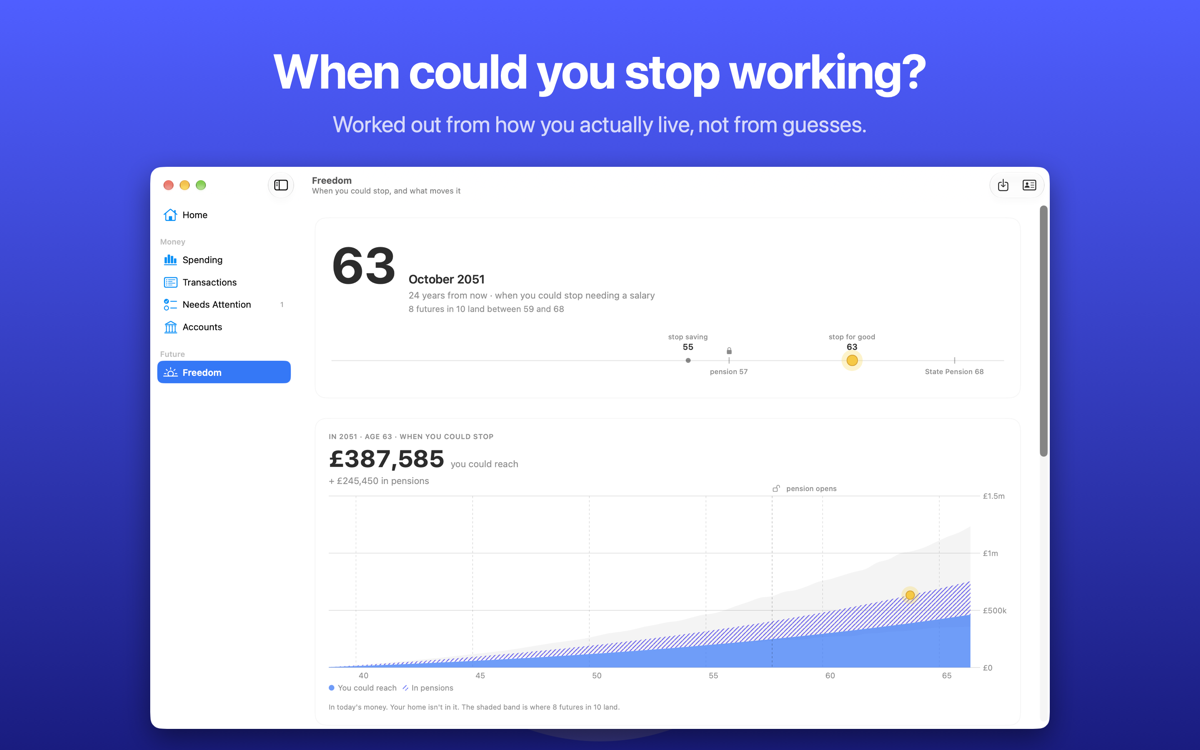 When could you stop working?
Worked out from how you actually live, not from guesses.
Freedom
When you could stop, and what moves it
Home
Money
Spending
Transactions
Needs Attention 1
Accounts
Future
Freedom
63
October 2051
24 years from now · when you could stop needing a salary
8 futures in 10 land between 59 and 68
stop saving
55
pension 57
stop for good
63
State Pension 68
IN 2051 · AGE 63 · WHEN YOU COULD STOP
£387,585 you could reach
+ £245,450 in pensions
pension opens
£1.5m
£1m
£500k
£0
40 45 50 55 60 65
You could reach In pensions
In today's money. Your home isn't in it. The shaded band is where 8 futures in 10 land.